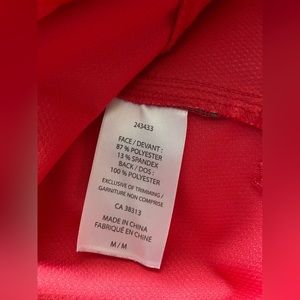 243433
FACE / DEVANT :
87 % POLYESTER
13 % SPANDEX
BACK / DOS :
100 % POLYESTER
EXCLUSIVE OF TRIMMING /
GARNITURE NON COMPRISE
CA 38313
MADE IN CHINA
FABRIQUÉ EN CHINE
M / M